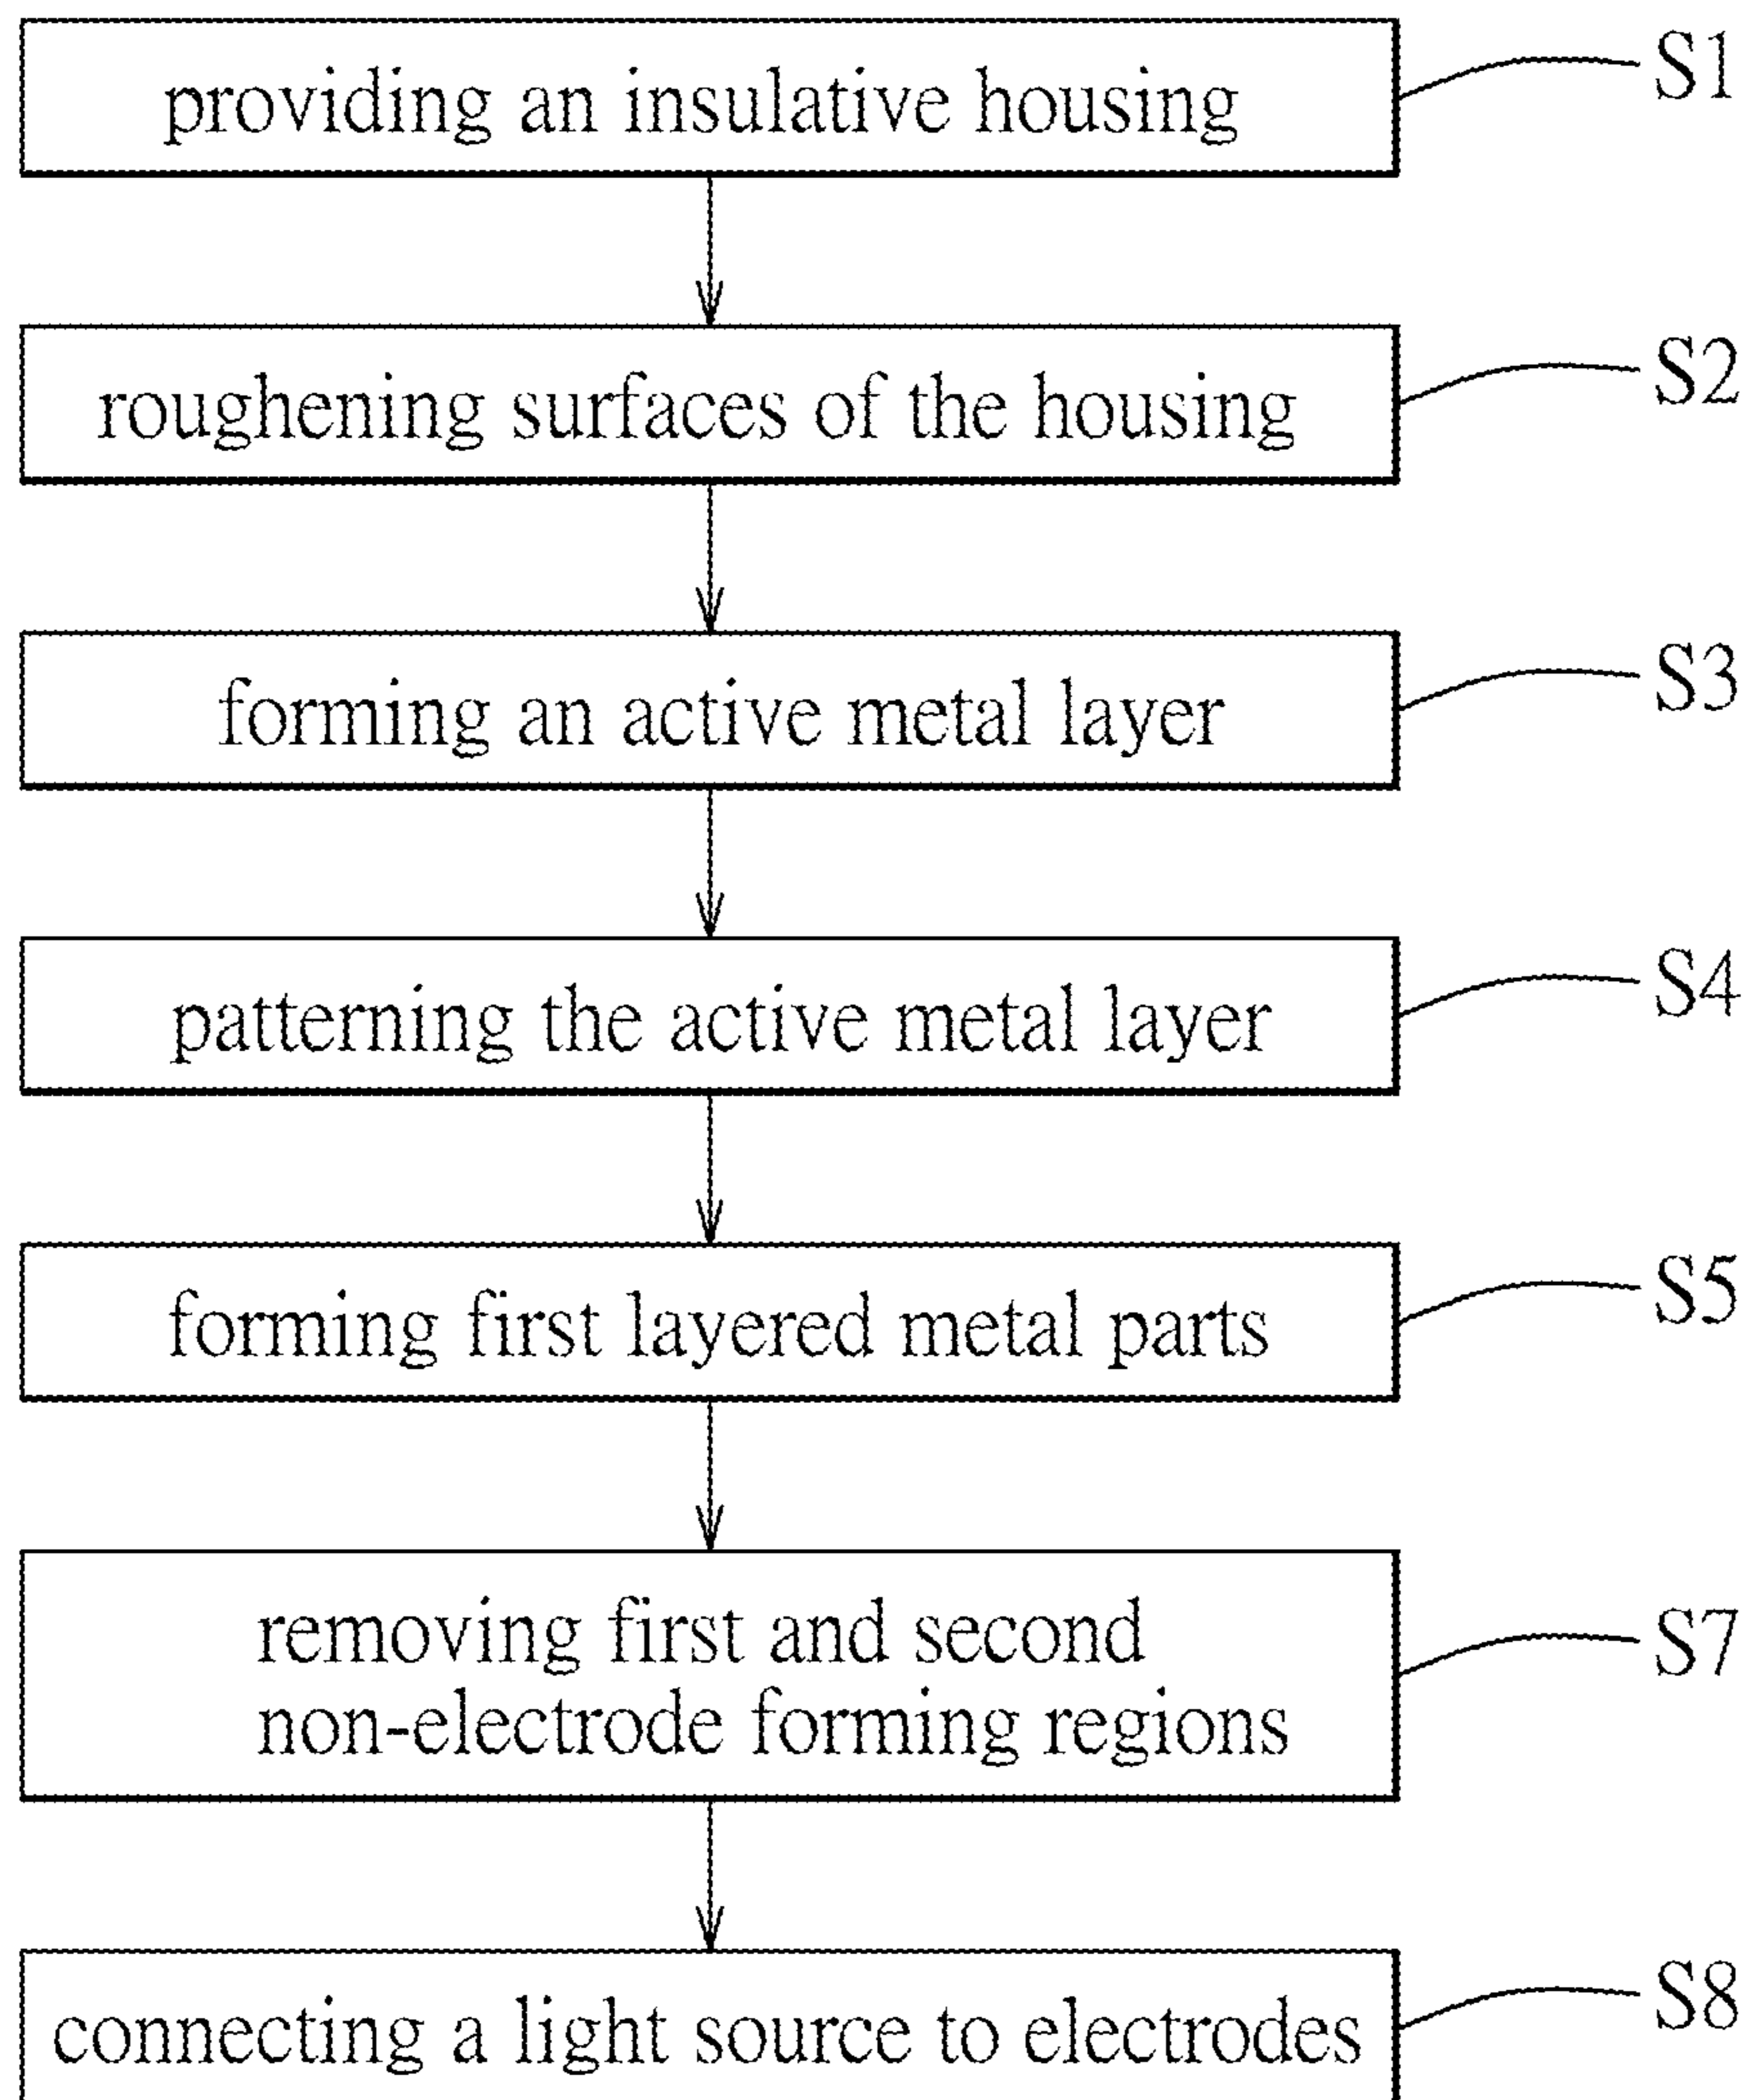 providing an insulative housing
S1
roughening surfaces of the housing
S2
forming an active metal layer
S3
patterning the active metal layer
S4
forming first layered metal parts
S5
removing first and second
non-electrode forming regions
S7
connecting a light source to electrodes
S8